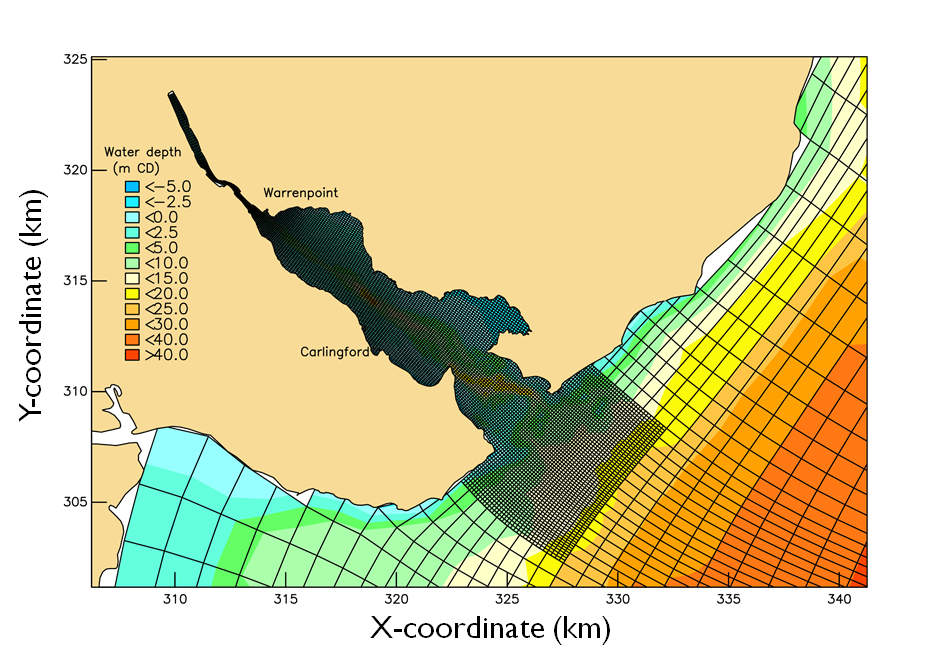 325
320
315
310
305
Y-coordinate (km)
Water depth
(m CD)
<-5.0
<-2.5
<0.0
<2.5
<5.0
<10.0
<15.0
<20.0
<25.0
<30.0
<40.0
>40.0
Warrenpoint
Carlingford
310 315 320 325 330 335 340
X-coordinate (km)